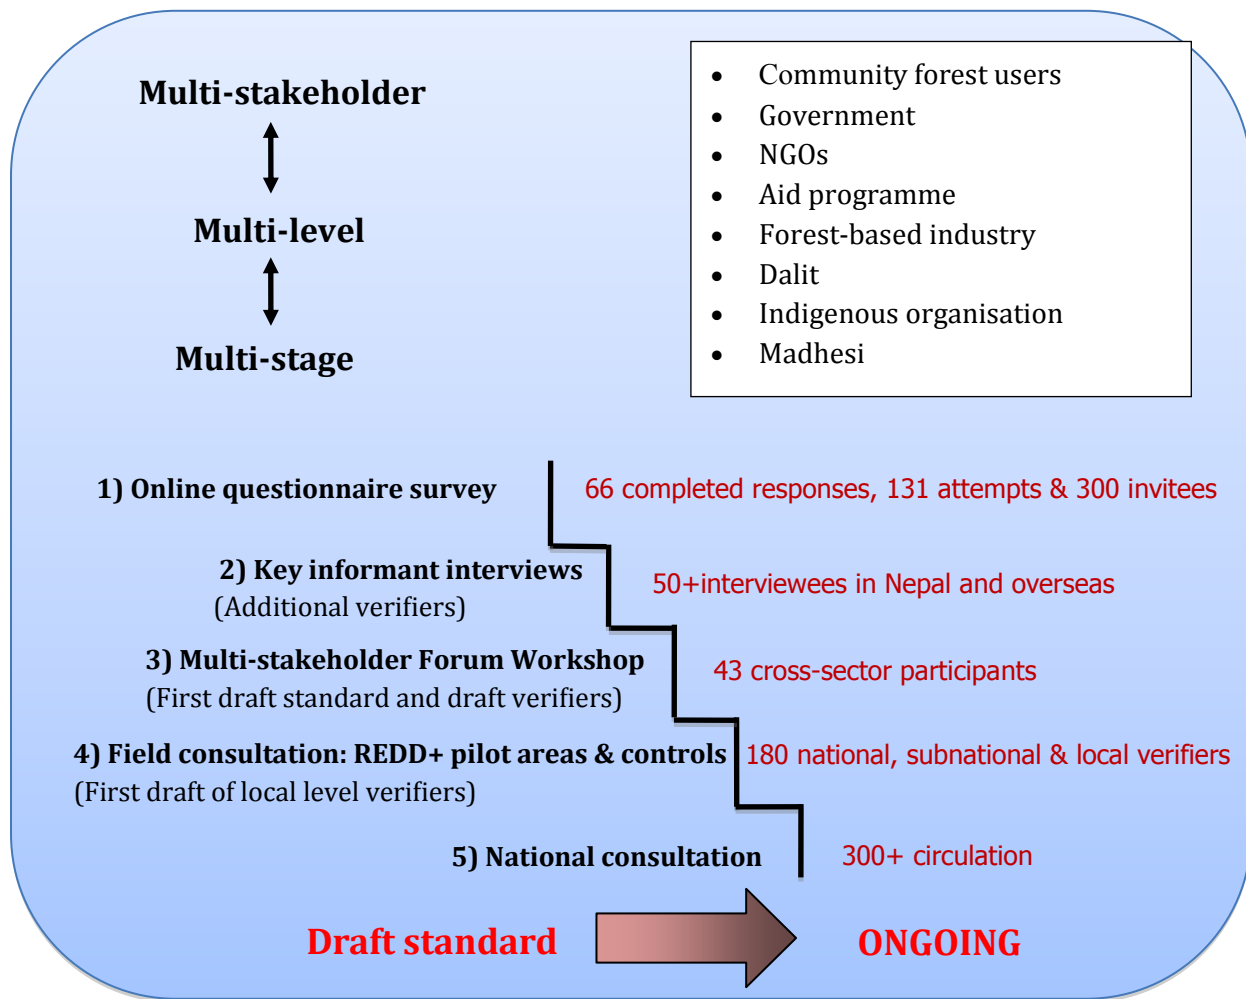 Multi-stakeholder
Multi-level
Multi-stage
• Community forest users
• Government
• NGOs
• Aid programme
• Forest-based industry
• Dalit
• Indigenous organisation
• Madhesi
1) Online questionnaire survey
66 completed responses, 131 attempts & 300 invitees
2) Key informant interviews
(Additional verifiers)
50+interviewees in Nepal and overseas
3) Multi-stakeholder Forum Workshop
(First draft standard and draft verifiers)
43 cross-sector participants
4) Field consultation: REDD+ pilot areas & controls
(First draft of local level verifiers)
180 national, subnational & local verifiers
5) National consultation
300+ circulation
Draft standard
ONGOING